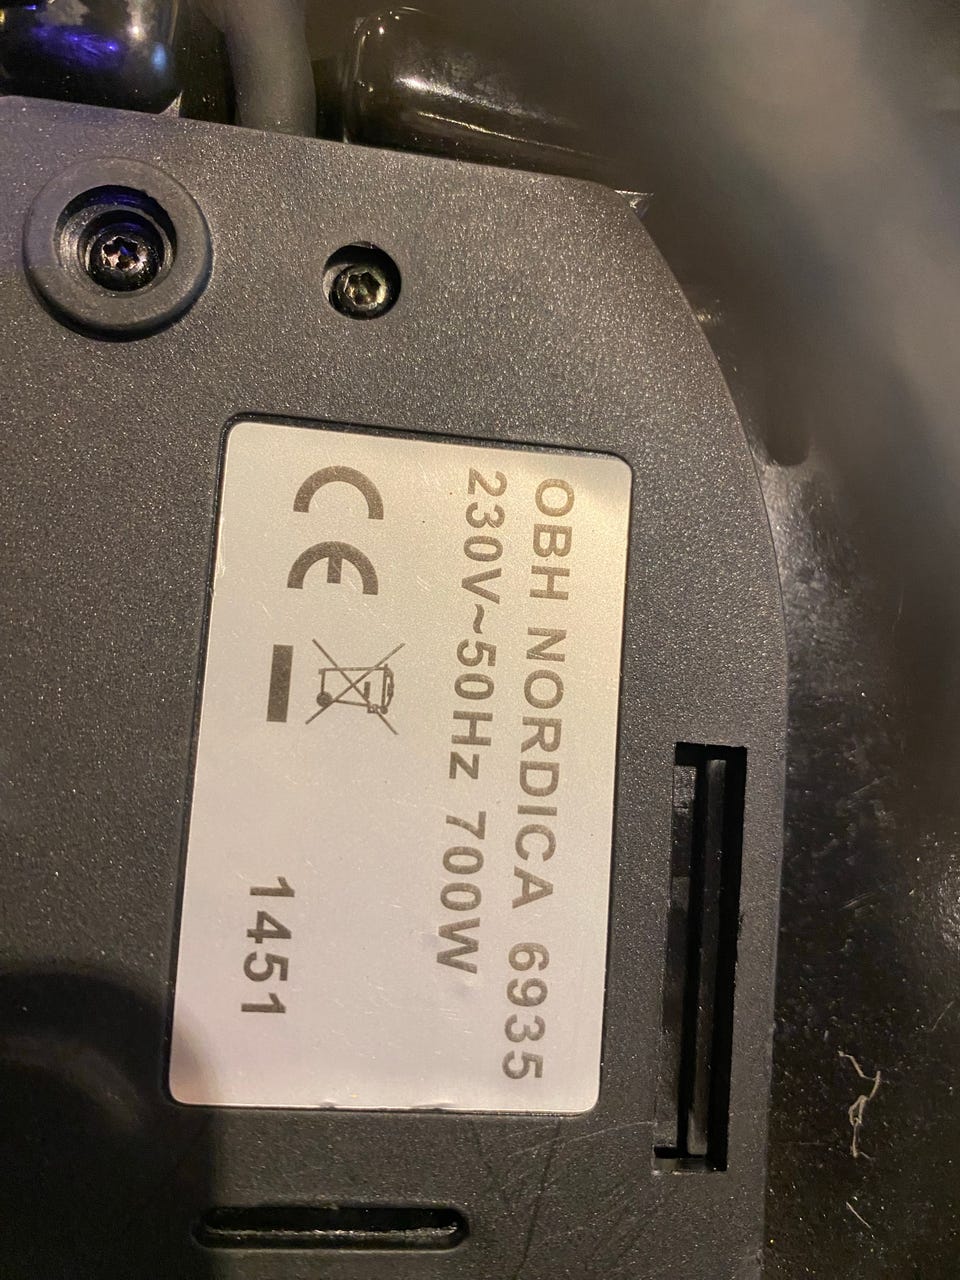 OBH NORDICA 6935
230V~50Hz 700W
CE
1451